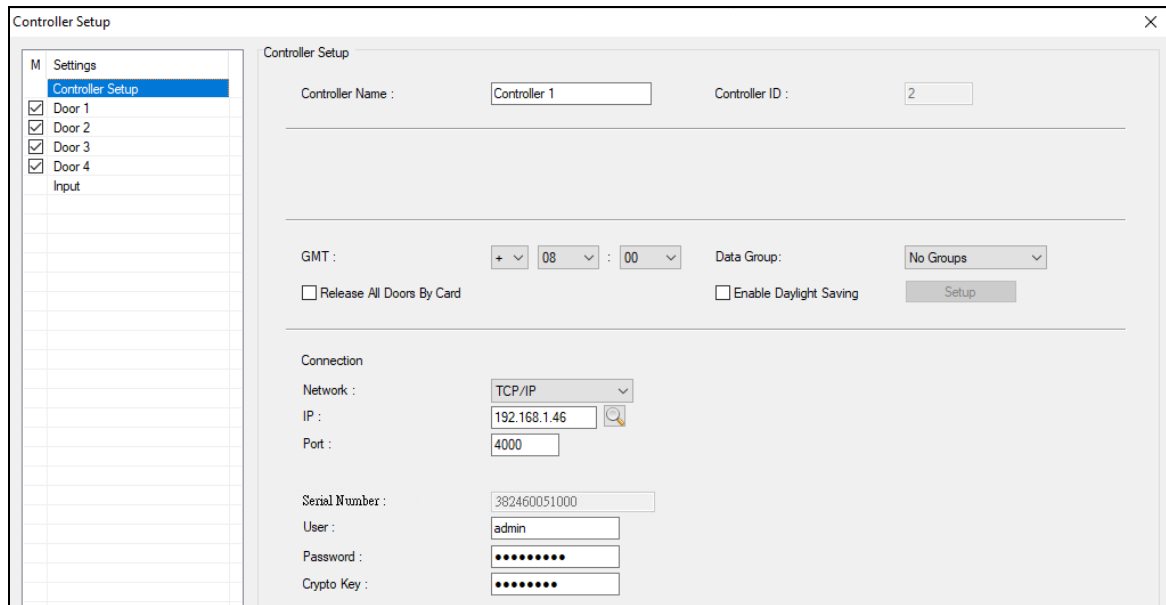 Controller Setup
M Settings
Controller Setup
Door 1
Door 2
Door 3
Door 4
Input
Controller Setup
Controller Name : Controller 1 Controller ID : 2
GMT : + 08 : 00 Data Group: No Groups
Release All Doors By Card Enable Daylight Saving Setup
Connection
Network : TCP/IP
IP : 192.168.1.46
Port : 4000
Serial Number : 382460051000
User : admin
Password : ●●●●●●●●●
Crypto Key : ●●●●●●●●